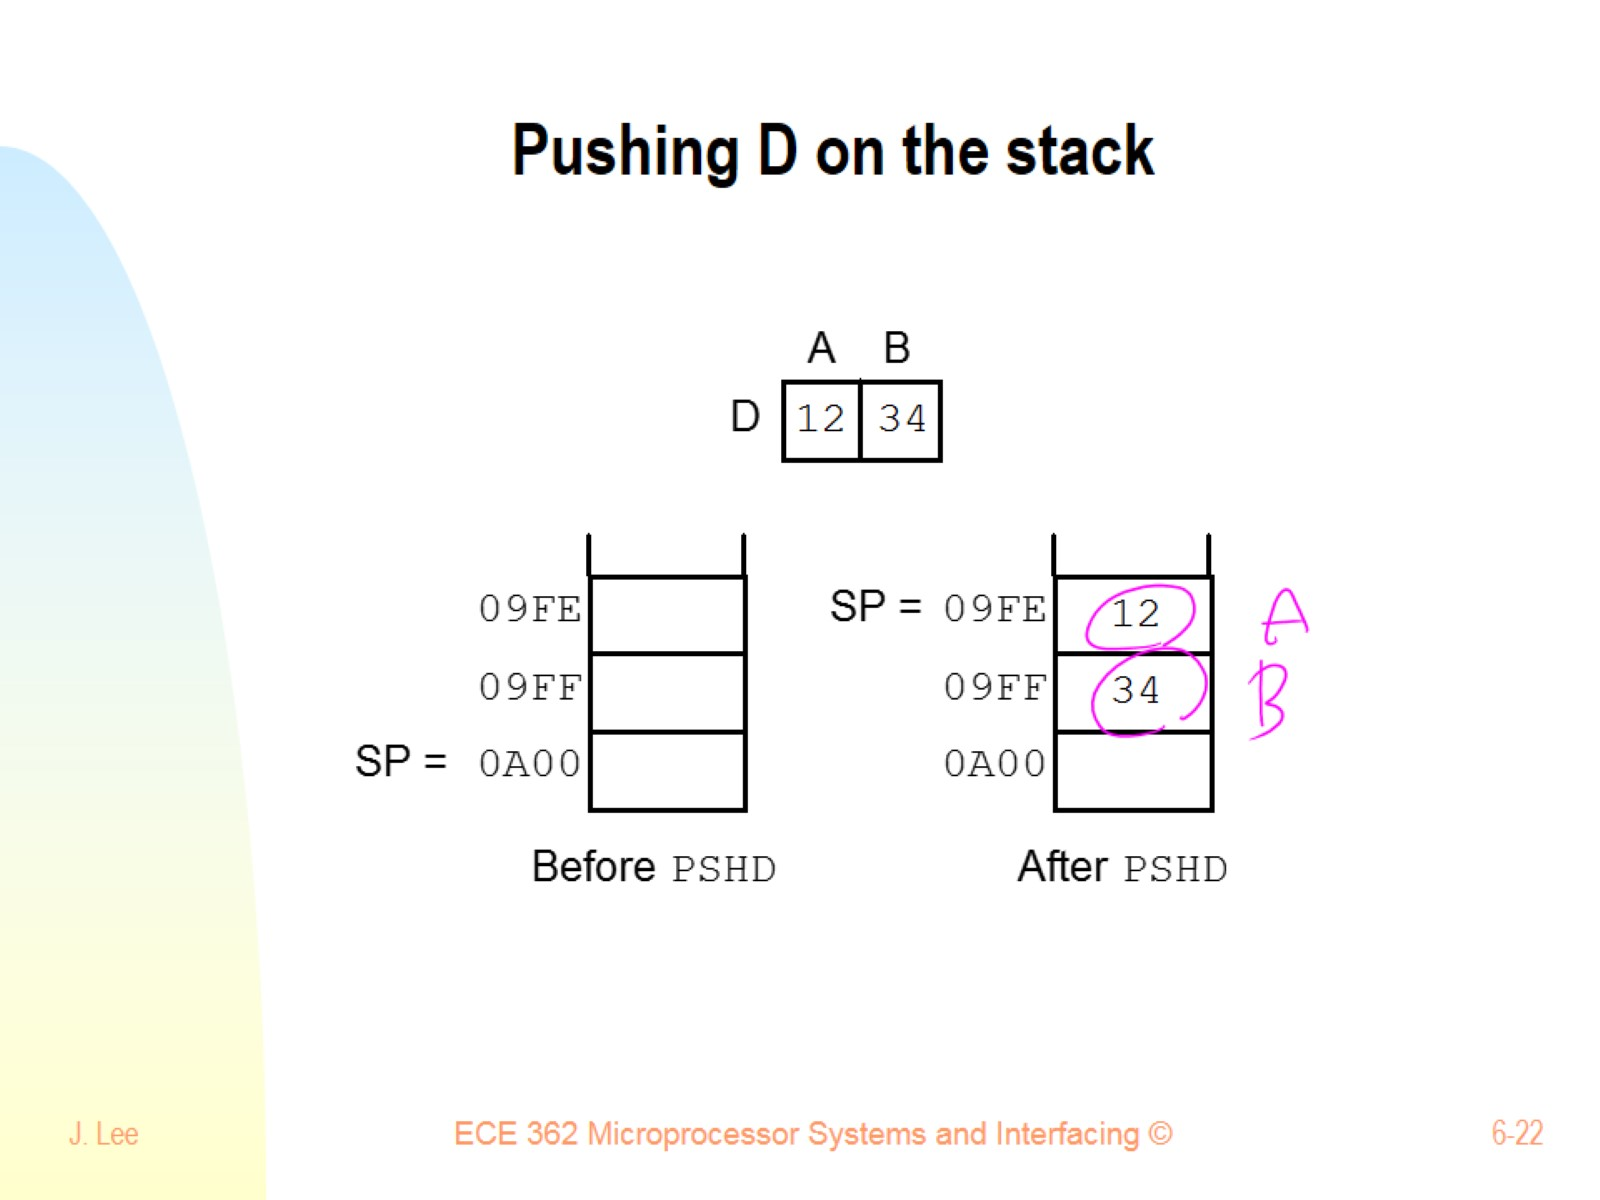 Pushing D on the stack
A B
D 12 34
09FE SP = 09FE 12 A
09FF 09FF 34 B
SP = 0A00 0A00
Before PSHD After PSHD
J. Lee ECE 362 Microprocessor Systems and Interfacing © 6-22